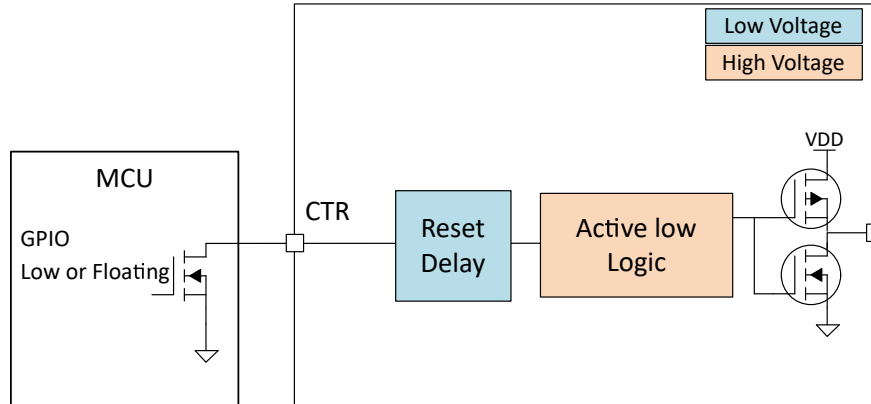 Low Voltage
High Voltage
VDD
MCU
CTR
GPIO
Low or Floating
Reset
Delay
Active low
Logic